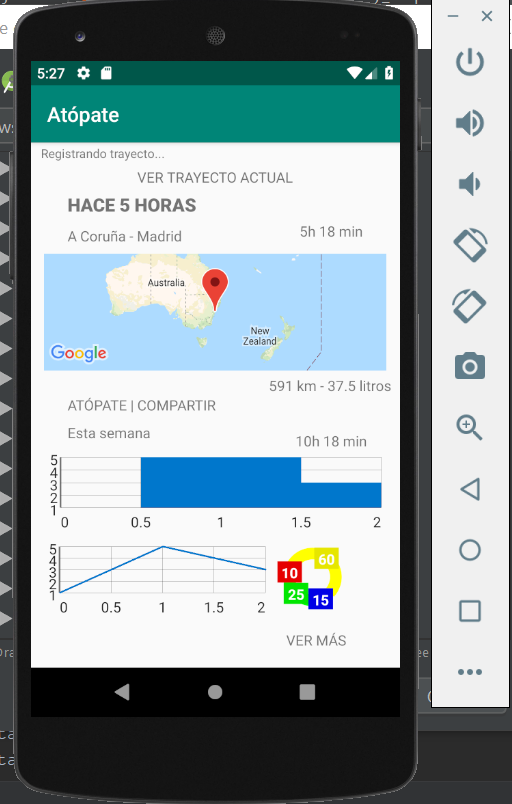 5:27
Atópate
Registrando trayecto...
VER TRAYECTO ACTUAL
HACE 5 HORAS
A Coruña - Madrid
5h 18 min
Australia
New
Zealand
Google
591 km - 37.5 litros
ATÓPATE | COMPARTIR
Esta semana
10h 18 min
5
4
3
2
1
0 0.5 1 1.5 2
5
4
3
2
1
0 0.5 1 1.5 2
60
10
25
15
VER MÁS